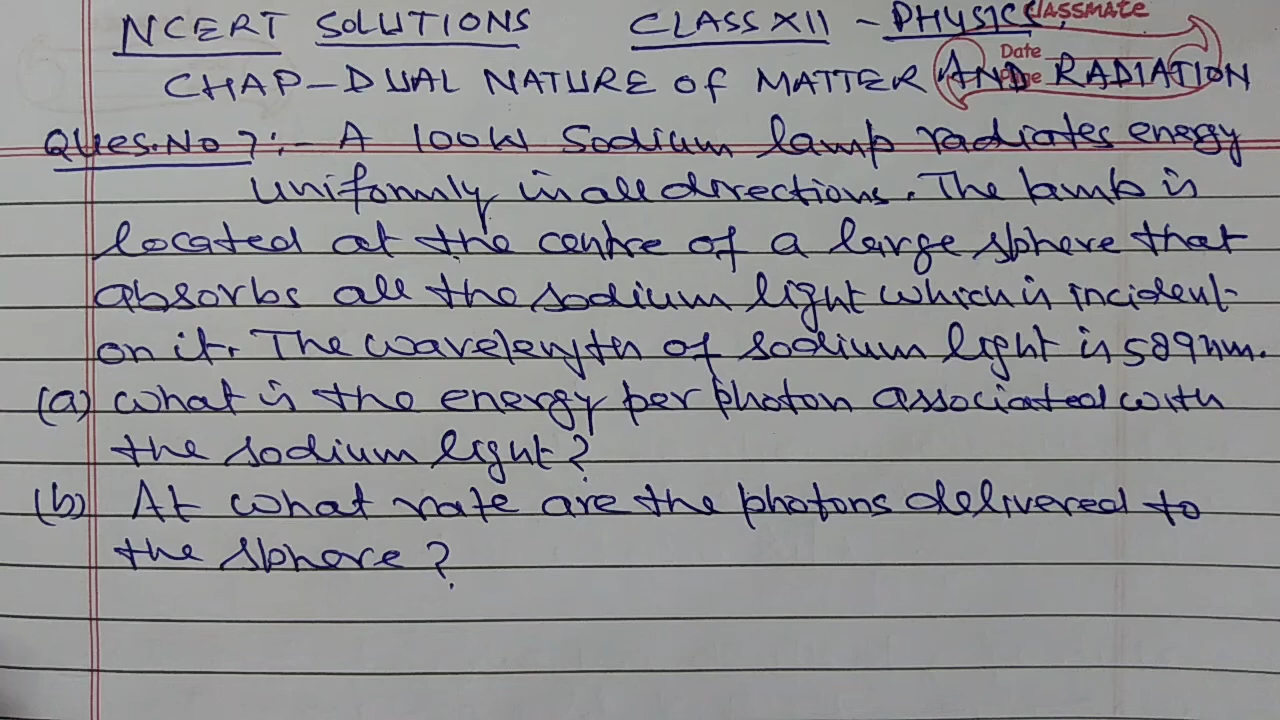 NCERT SOLUTIONS CLASS XII - PHYSICS
CLASSMATE
Date
CHAP-DUAL NATURE OF MATTER AND RADIATION
Ques.No 7:- A 100W Sodium lamp radiates energy
uniformly in all directions. The lamp is
located at the centre of a large sphere that
absorbs all the sodium light which is incident
on it. The wavelength of sodium light is 589nm.
(a) What is the energy per photon associated with
the sodium light?
(b) At what rate are the photons delivered to
the sphere?